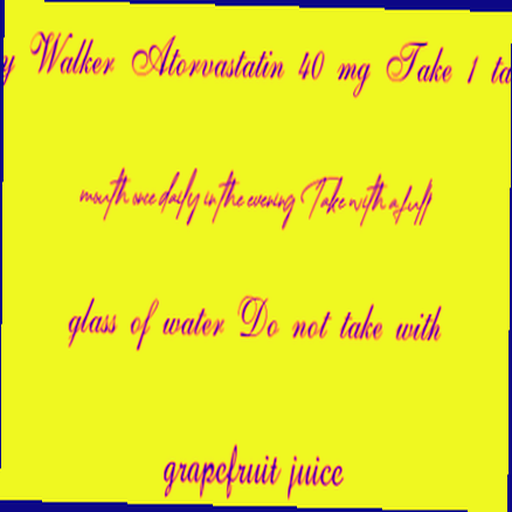 y Walker Atorvastatin 40 mg Take 1 ta
mouth once daily in the evening Take with a full
glass of water Do not take with
grapefruit juice